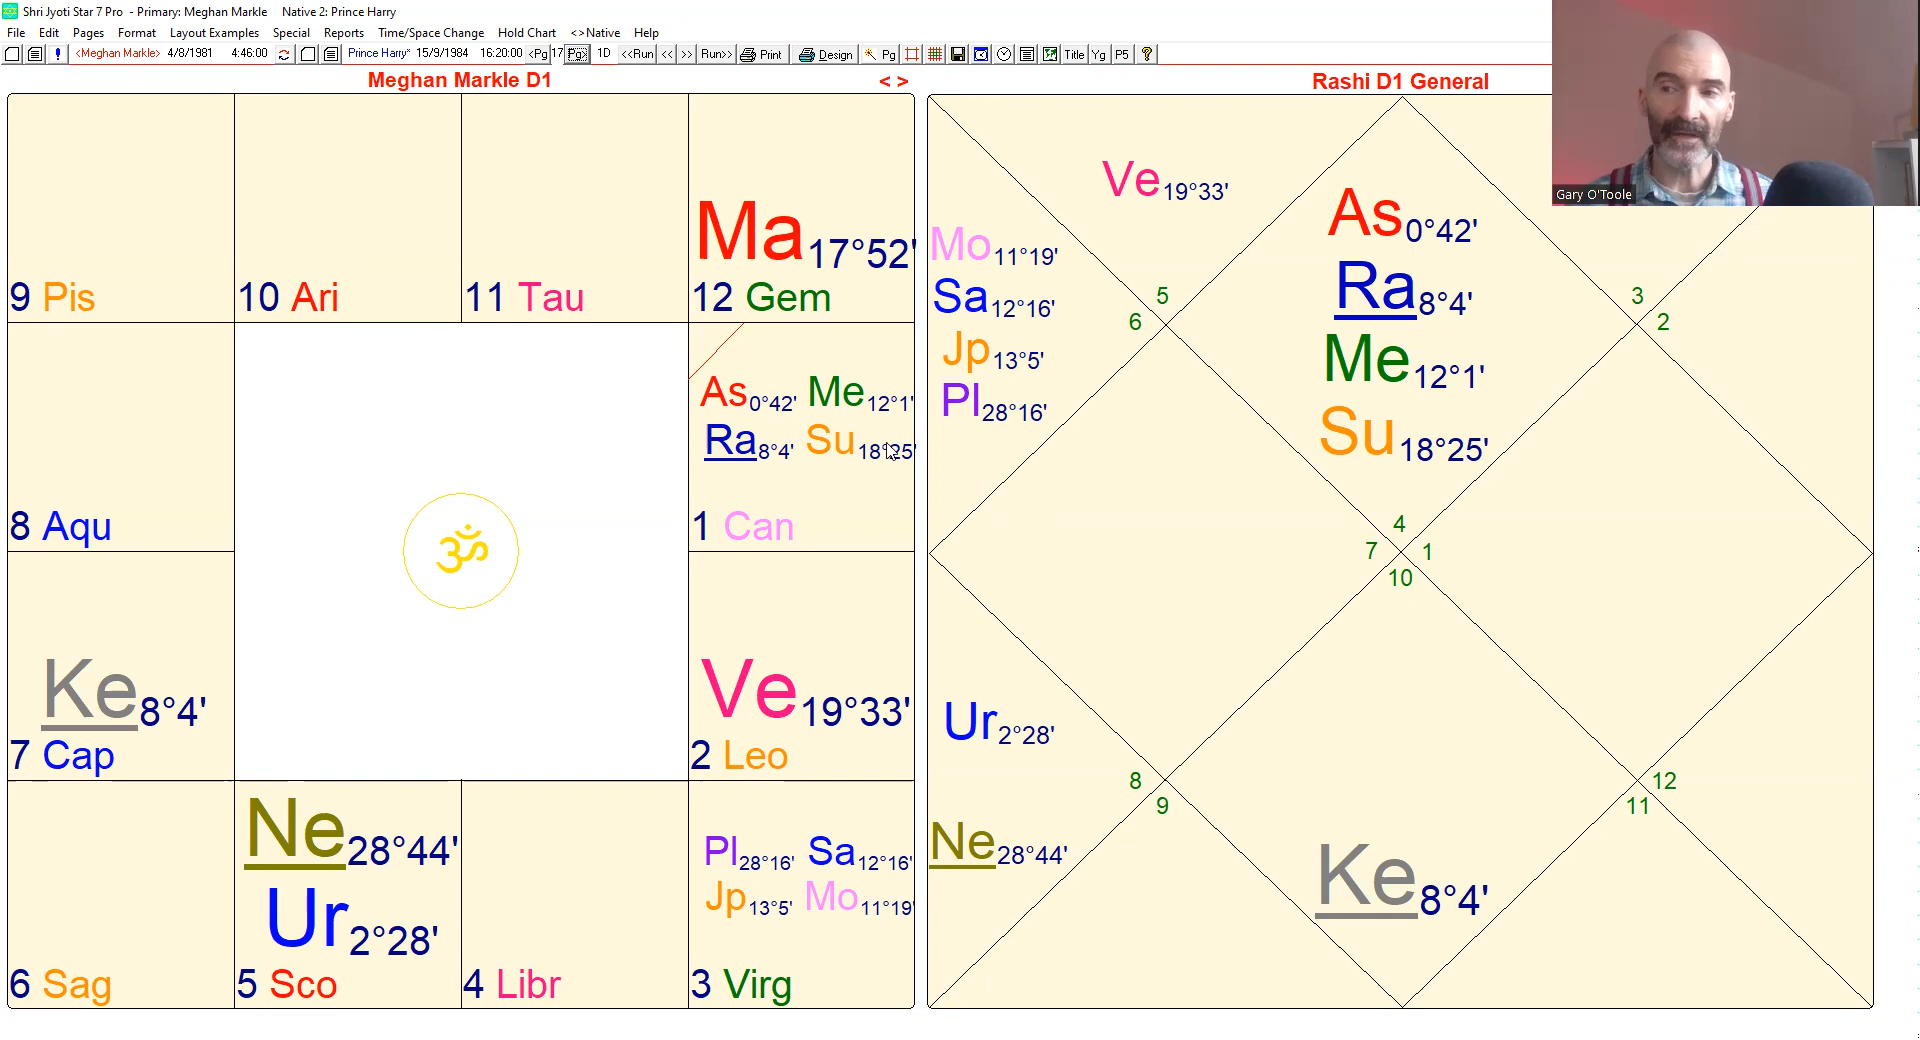 Shri Jyoti Star 7 Pro - Primary: Meghan Markle Native 2: Prince Harry
File Edit Pages Format Layout Examples Special Reports Time/Space Change Hold Chart <>Native Help
<Meghan Markle> 4/8/1981 4:46:00 Prince Harry* 15/9/1984 16:20:00 <Pg 17 Pg> 1D <<Run << >> Run>> Print Design Pg Title Yg P5
Meghan Markle D1 < >
Ma 17°52'
9 Pis 10 Ari 11 Tau 12 Gem
As 0°42' Me 12°1'
Ra 8°4' Su 18°25'
8 Aqu 1 Can
ॐ
Ke 8°4' Ve 19°33'
7 Cap 2 Leo
Ne 28°44' Pl 28°16' Sa 12°16'
Ur 2°28' Jp 13°5' Mo 11°19'
6 Sag 5 Sco 4 Libr 3 Virg
Rashi D1 General
Ve 19°33'
As 0°42'
Mo 11°19'
Ra 8°4'
Sa 12°16'
Me 12°1'
Jp 13°5'
Su 18°25'
Pl 28°16'
5 3
6 2
4
7 1
10
Ur 2°28'
8 12
9 11
Ne 28°44'
Ke 8°4'
Gary O'Toole